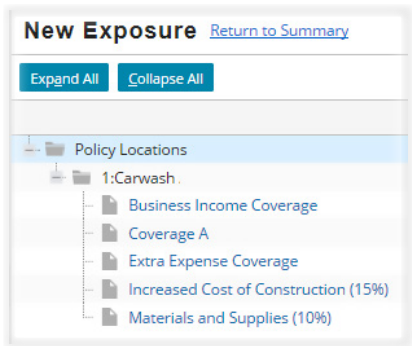 New Exposure Return to Summary
Expand All Collapse All
Policy Locations
1:Carwash
Business Income Coverage
Coverage A
Extra Expense Coverage
Increased Cost of Construction (15%)
Materials and Supplies (10%)